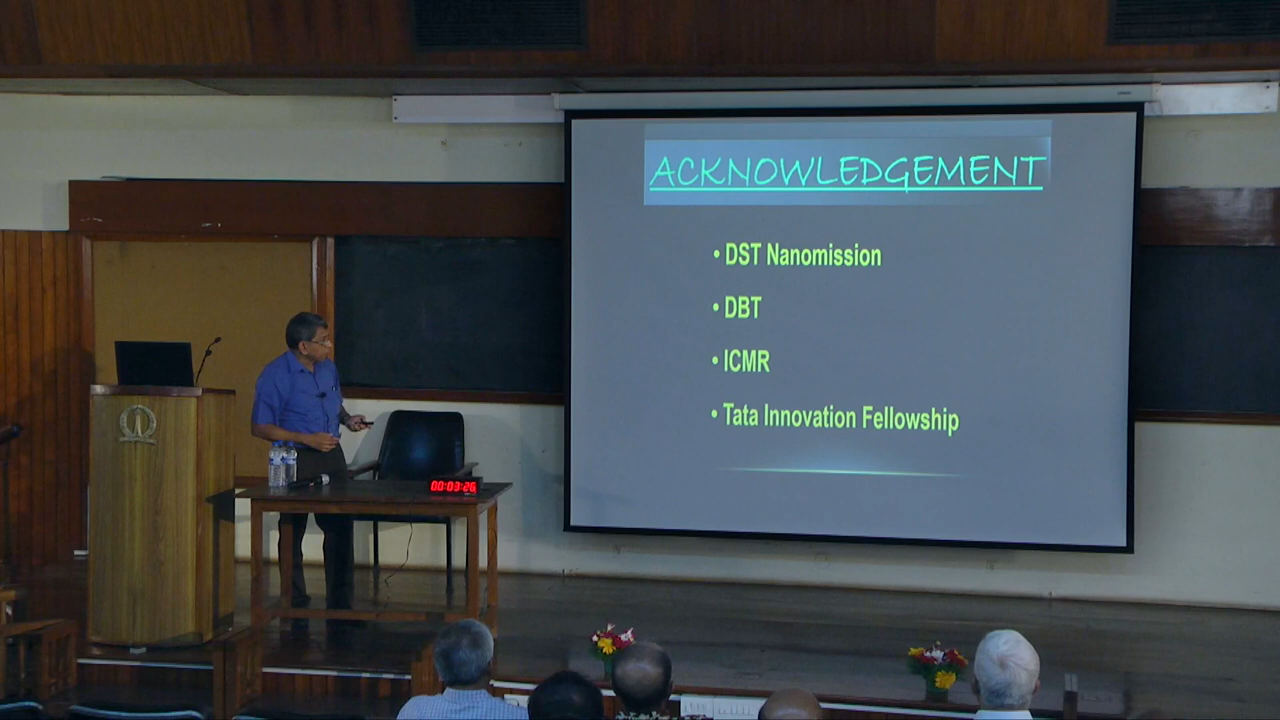 ACKNOWLEDGEMENT
• DST Nanomission
• DBT
• ICMR
• Tata Innovation Fellowship
00:03:26